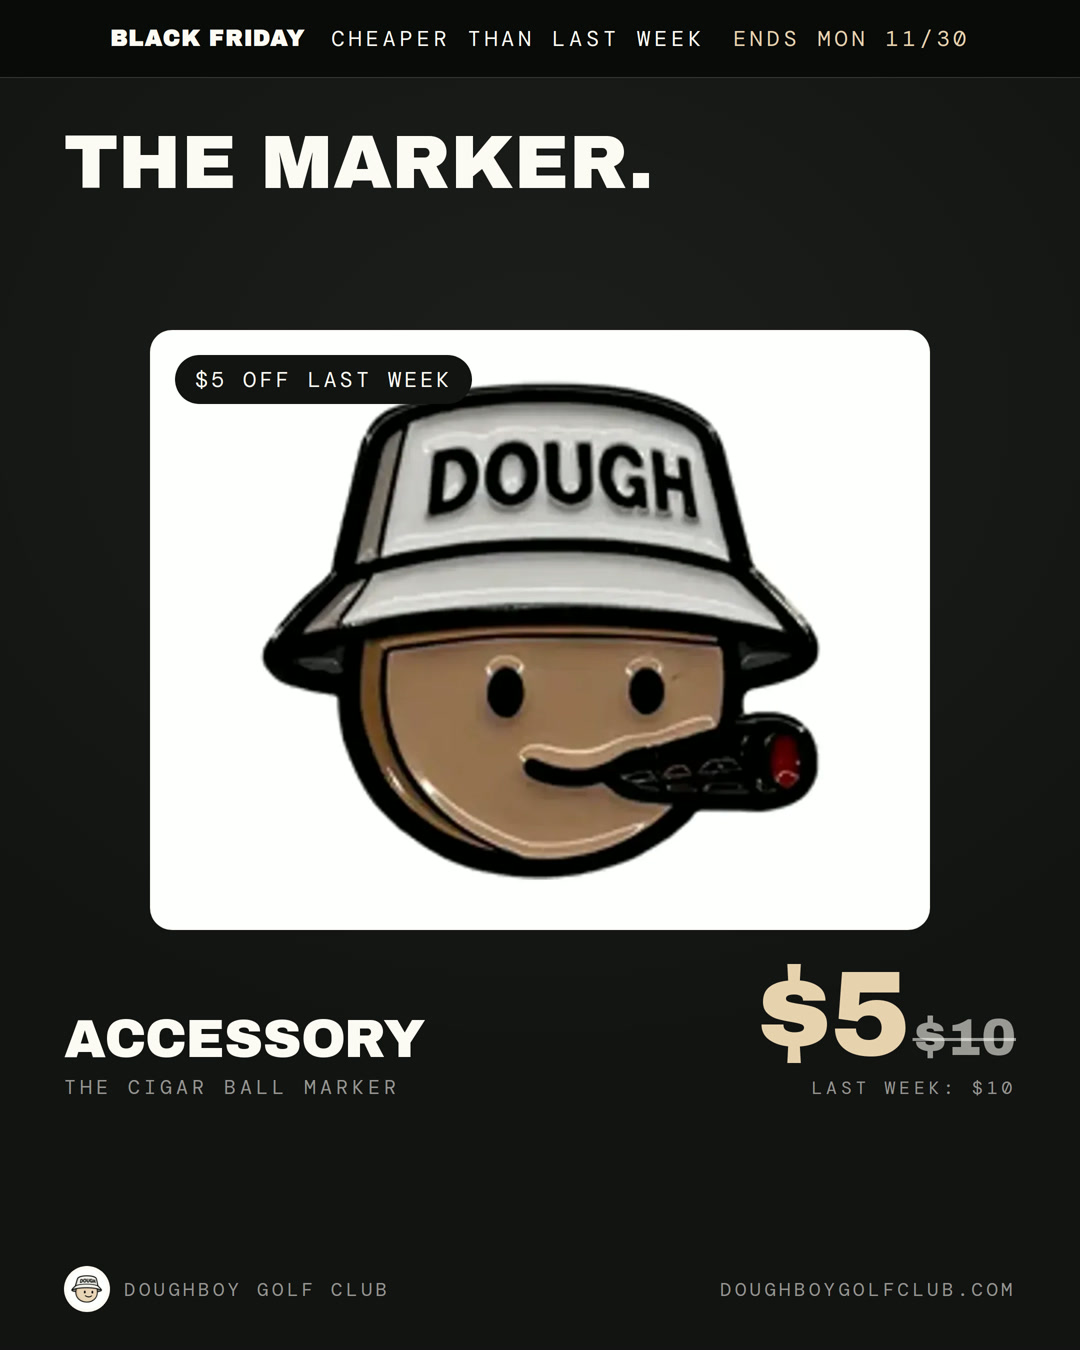 BLACK FRIDAY CHEAPER THAN LAST WEEK ENDS MON 11/30
THE MARKER.
$5 OFF LAST WEEK
DOUGH
ACCESSORY
THE CIGAR BALL MARKER
$5 $10
LAST WEEK: $10
DOUGH
DOUGHBOY GOLF CLUB
DOUGHBOYGOLFCLUB.COM